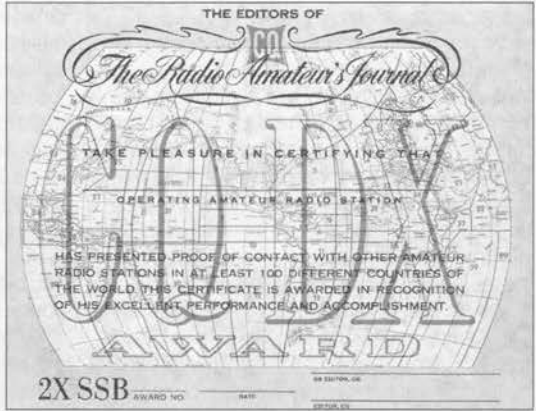 THE EDITORS OF
CQ
The Radio Amateur's Journal
CQ DX
TAKE PLEASURE IN CERTIFYING THAT
OPERATING AMATEUR RADIO STATION
HAS PRESENTED PROOF OF CONTACT WITH OTHER AMATEUR
RADIO STATIONS IN AT LEAST 100 DIFFERENT COUNTRIES OF
THE WORLD THIS CERTIFICATE IS AWARDED IN RECOGNITION
OF HIS EXCELLENT PERFORMANCE AND ACCOMPLISHMENT.
AWARD
2X SSB AWARD NO. DATE
DX EDITOR, CQ
EDITOR, CQ